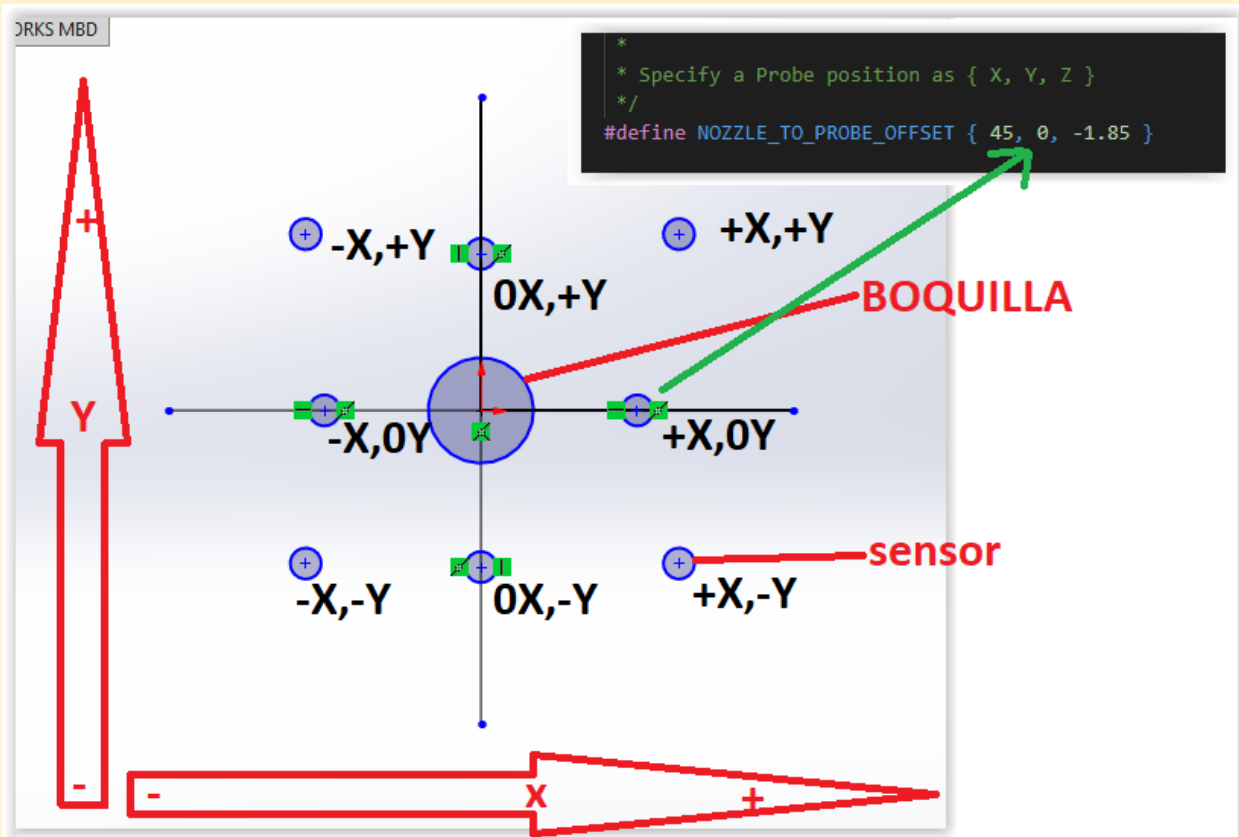 ORKS MBD
*
* Specify a Probe position as { X, Y, Z }
*/
#define NOZZLE_TO_PROBE_OFFSET { 45, 0, -1.85 }
+
-X,+Y
+X,+Y
0X,+Y
BOQUILLA
Y
-X,0Y
+X,0Y
sensor
-X,-Y
0X,-Y
+X,-Y
-
- x +